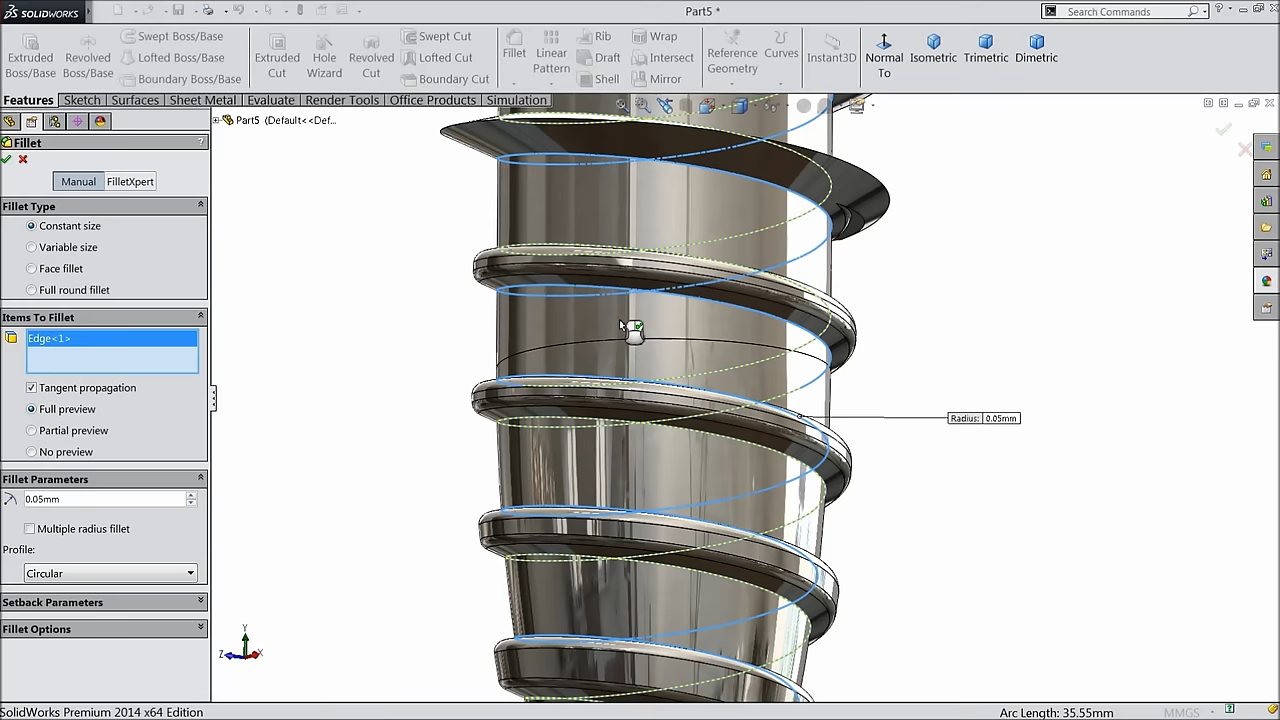 SOLIDWORKS
Part5 *
Search Commands
Extruded Boss/Base
Revolved Boss/Base
Swept Boss/Base
Lofted Boss/Base
Boundary Boss/Base
Extruded Cut
Hole Wizard
Revolved Cut
Swept Cut
Lofted Cut
Boundary Cut
Fillet
Linear Pattern
Rib
Draft
Shell
Wrap
Intersect
Mirror
Reference Geometry
Curves
Instant3D
Normal To
Isometric
Trimetric
Dimetric
Features
Sketch
Surfaces
Sheet Metal
Evaluate
Render Tools
Office Products
Simulation
Part5 (Default<<Def...
Fillet
?
Manual
FilletXpert
Fillet Type
Constant size
Variable size
Face fillet
Full round fillet
Items To Fillet
Edge<1>
Tangent propagation
Full preview
Partial preview
No preview
Fillet Parameters
0.05mm
Multiple radius fillet
Profile:
Circular
Setback Parameters
Fillet Options
Radius: 0.05mm
Y
Z
X
SolidWorks Premium 2014 x64 Edition
Arc Length: 35.55mm
MMGS